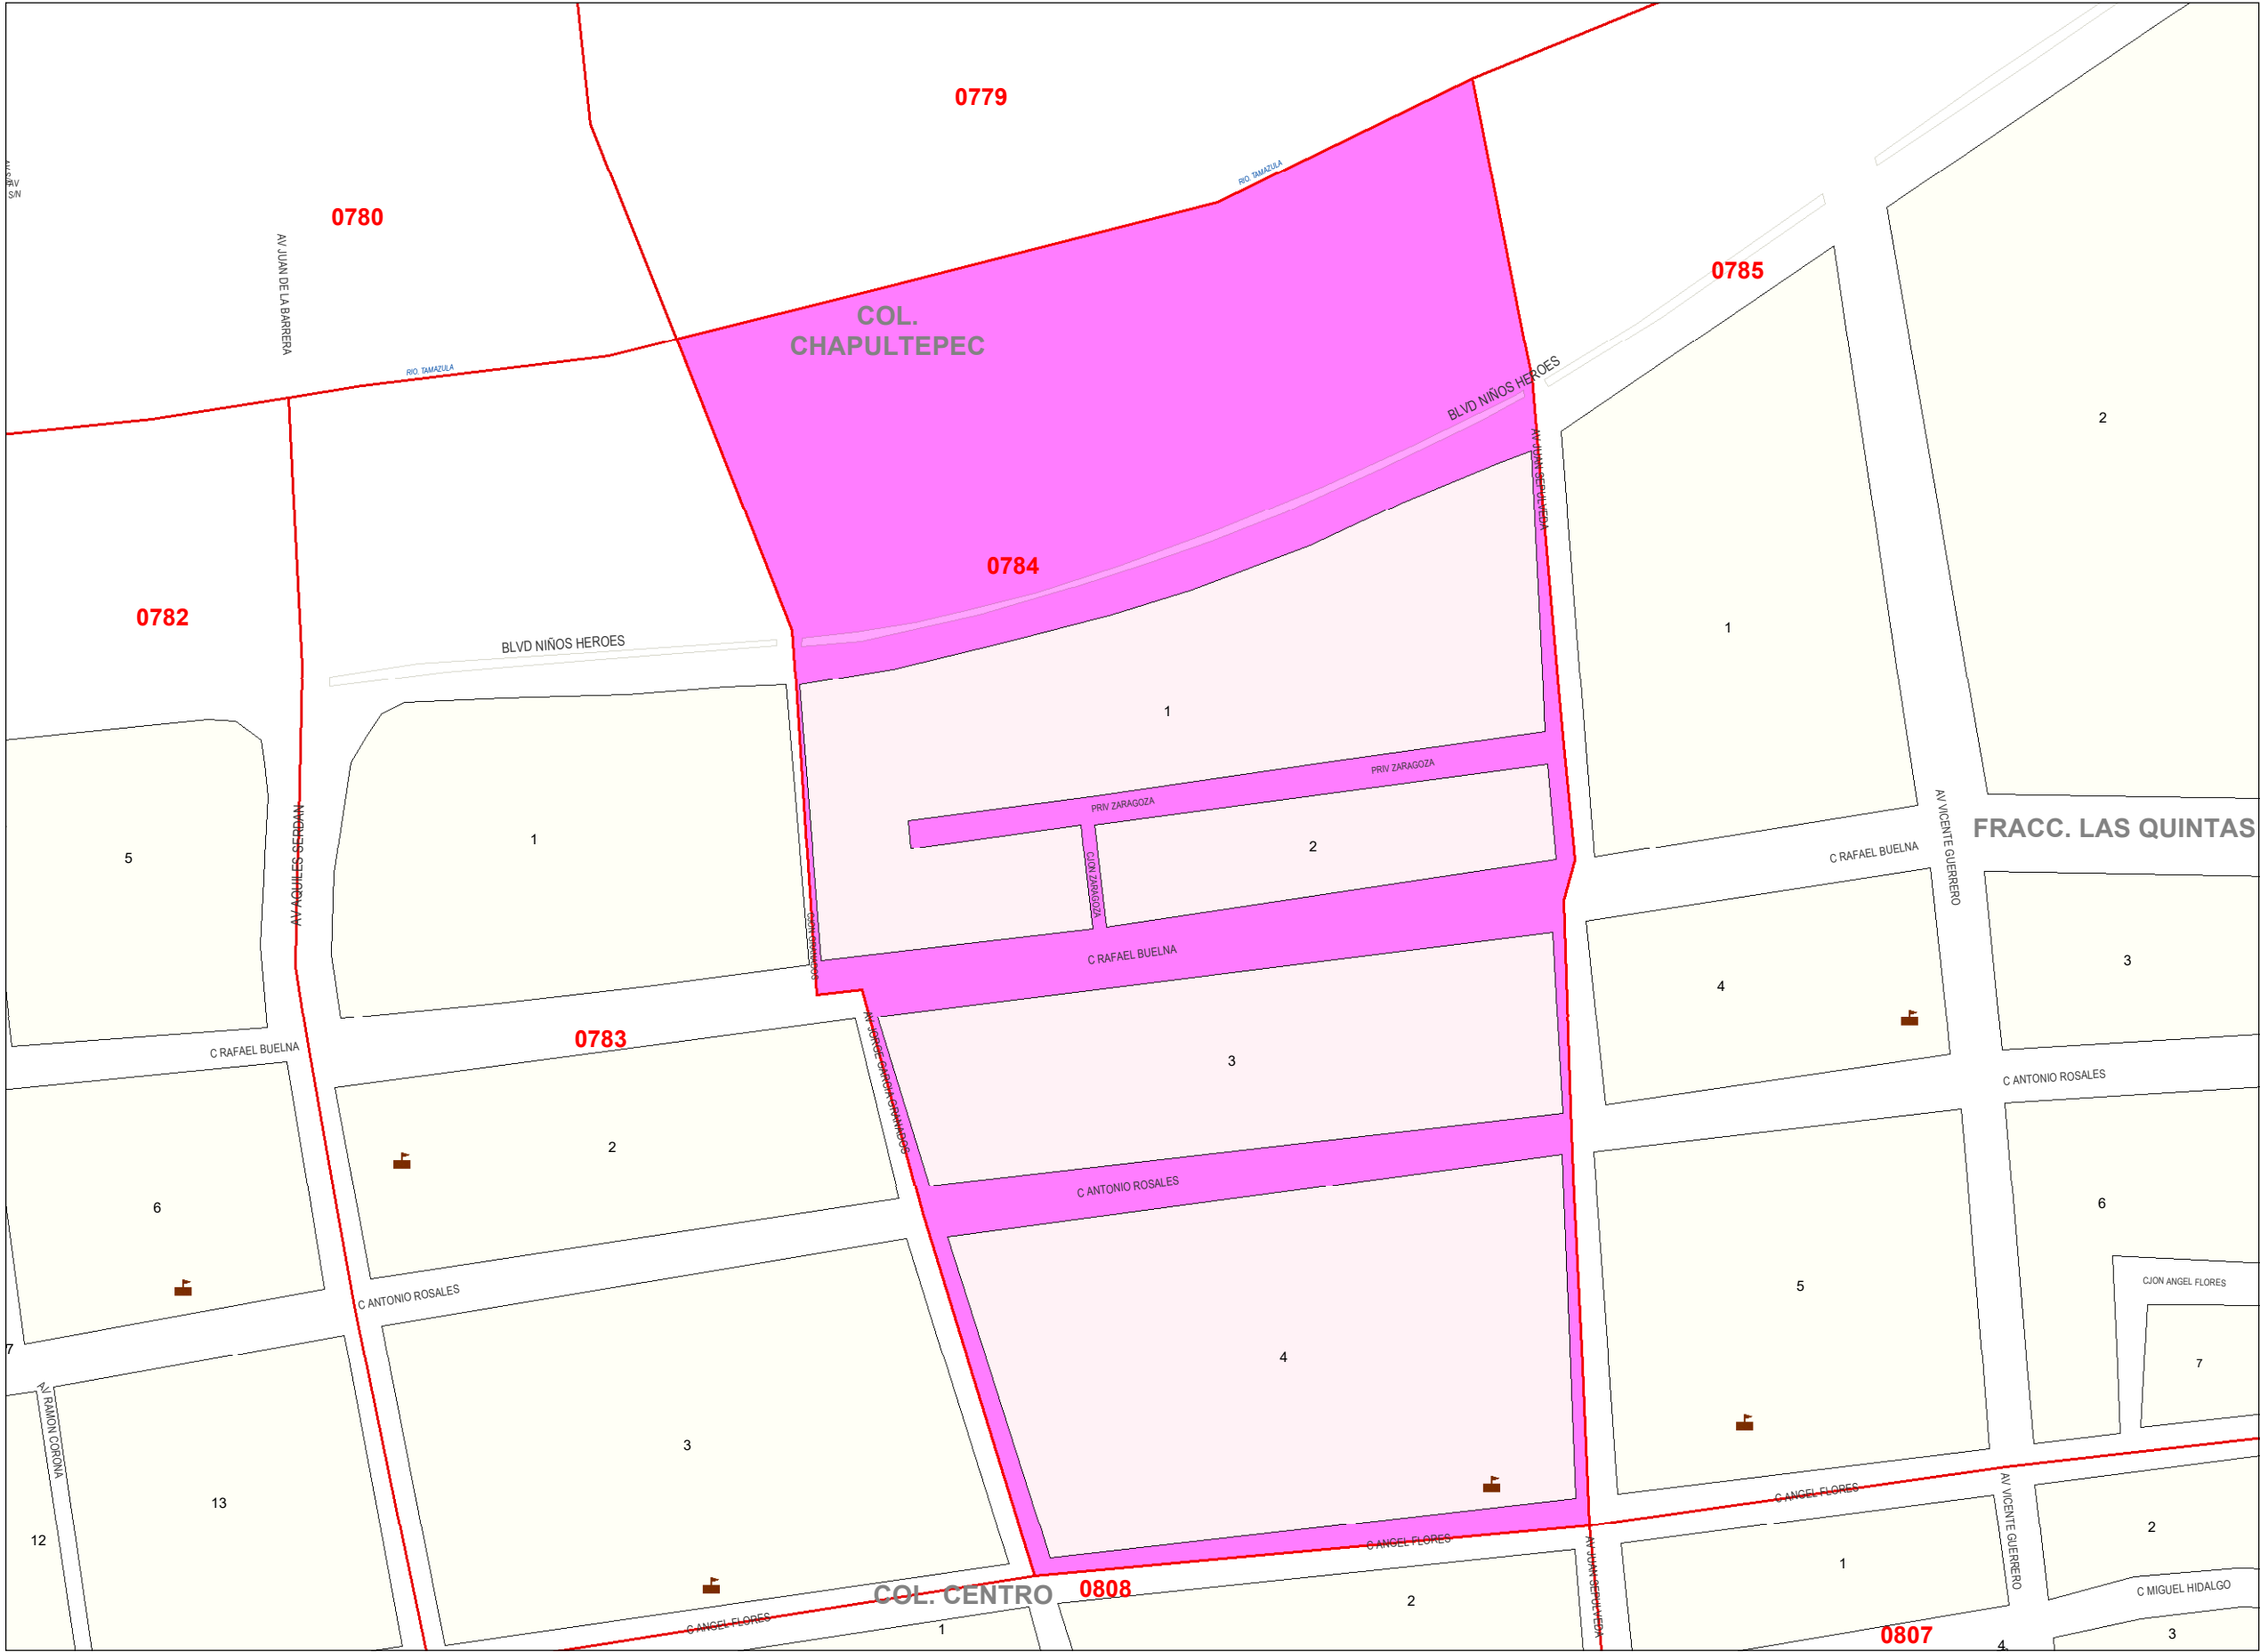 0779
RIO. TAMAZULA
AV
S/N
0780
AV JUAN DE LA BARRERA
0785
COL.
CHAPULTEPEC
RIO. TAMAZULA
BLVD NIÑOS HEROES
2
AV JUAN SEPULVEDA
0784
0782
1
BLVD NIÑOS HEROES
1
PRIV ZARAGOZA
PRIV ZARAGOZA
AV VICENTE GUERRERO
FRACC. LAS QUINTAS
AV AQUILES SERDAN
1
2
C RAFAEL BUELNA
5
CJON ZARAGOZA
CJON GRANADOS
C RAFAEL BUELNA
3
4
0783
C RAFAEL BUELNA
AV JORGE GARCIA GRANADOS
3
C ANTONIO ROSALES
2
C ANTONIO ROSALES
6
6
CJON ANGEL FLORES
5
C ANTONIO ROSALES
7
4
7
AV RAMON CORONA
3
13
C ANGEL FLORES
AV VICENTE GUERRERO
12
C ANGEL FLORES
2
1
AV JUAN SEPULVEDA
COL. CENTRO
0808
C MIGUEL HIDALGO
2
C ANGEL FLORES
1
0807
4
3